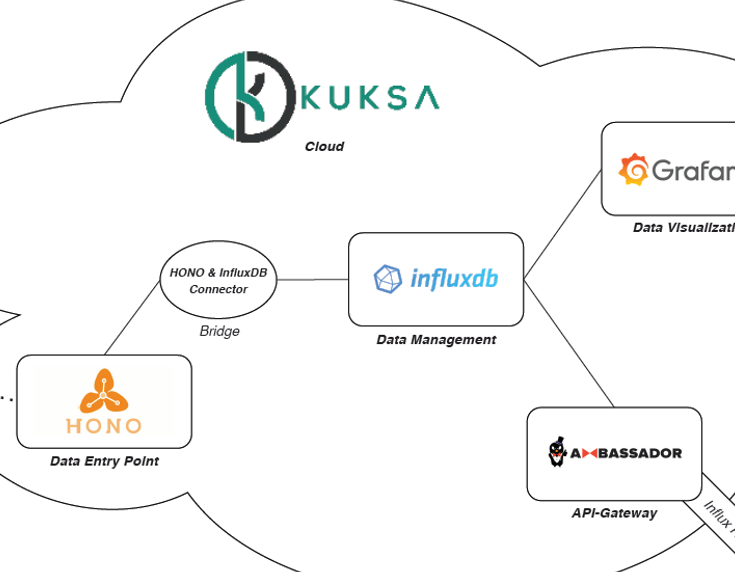 KUKSA
Cloud
Grafan
Data Visualizati
HONO & InfluxDB
Connector
Bridge
influxdb
Data Management
HONO
Data Entry Point
AMBASSADOR
API-Gateway
Influx